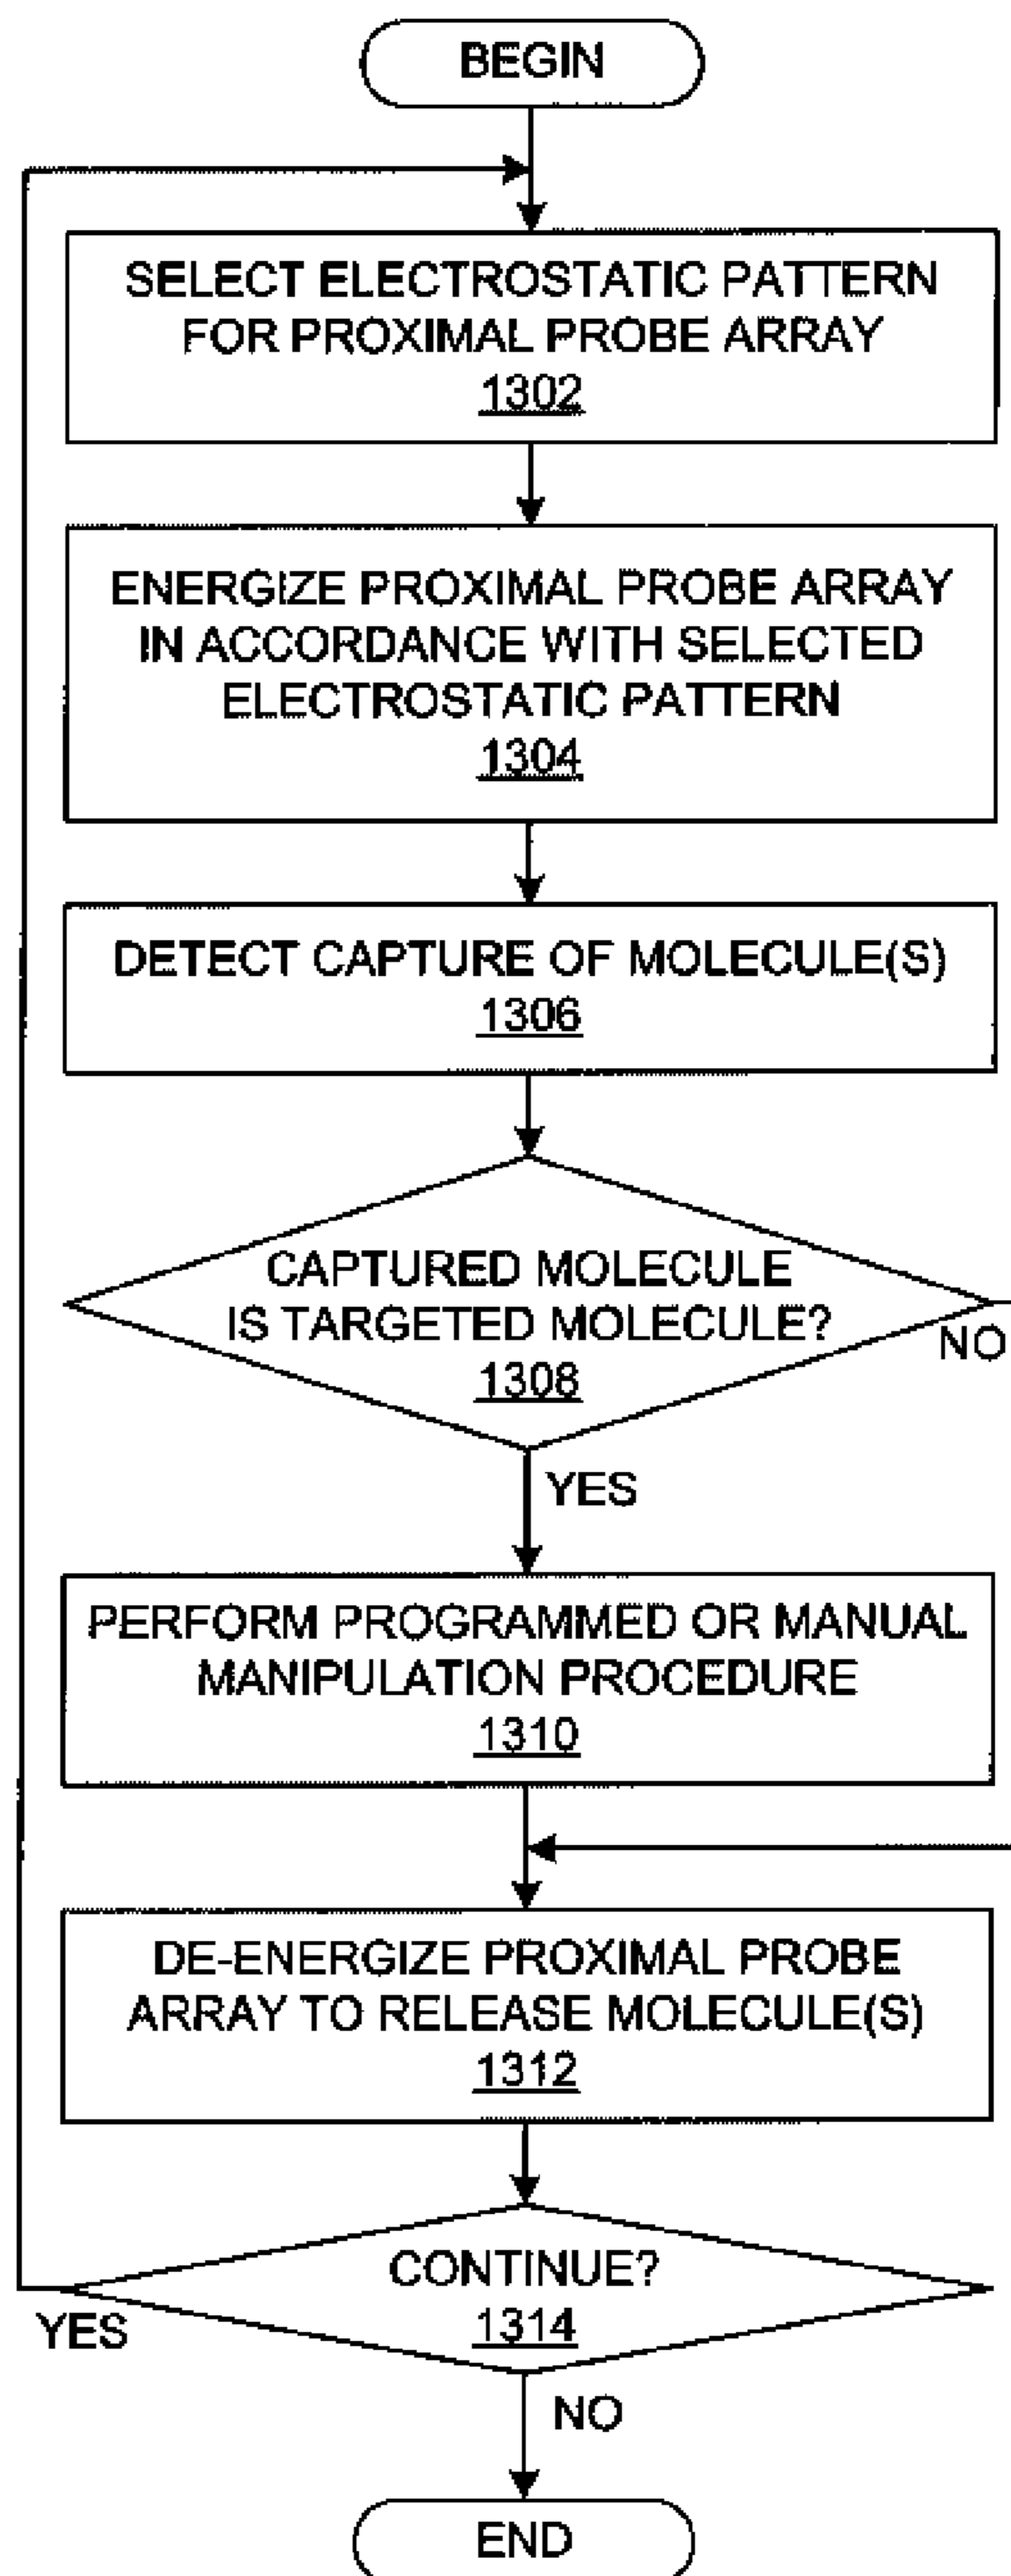 BEGIN
SELECT ELECTROSTATIC PATTERN
FOR PROXIMAL PROBE ARRAY
1302
ENERGIZE PROXIMAL PROBE ARRAY
IN ACCORDANCE WITH SELECTED
ELECTROSTATIC PATTERN
1304
DETECT CAPTURE OF MOLECULE(S)
1306
CAPTURED MOLECULE
IS TARGETED MOLECULE?
1308
NO
YES
PERFORM PROGRAMMED OR MANUAL
MANIPULATION PROCEDURE
1310
DE-ENERGIZE PROXIMAL PROBE
ARRAY TO RELEASE MOLECULE(S)
1312
CONTINUE?
1314
YES
NO
END